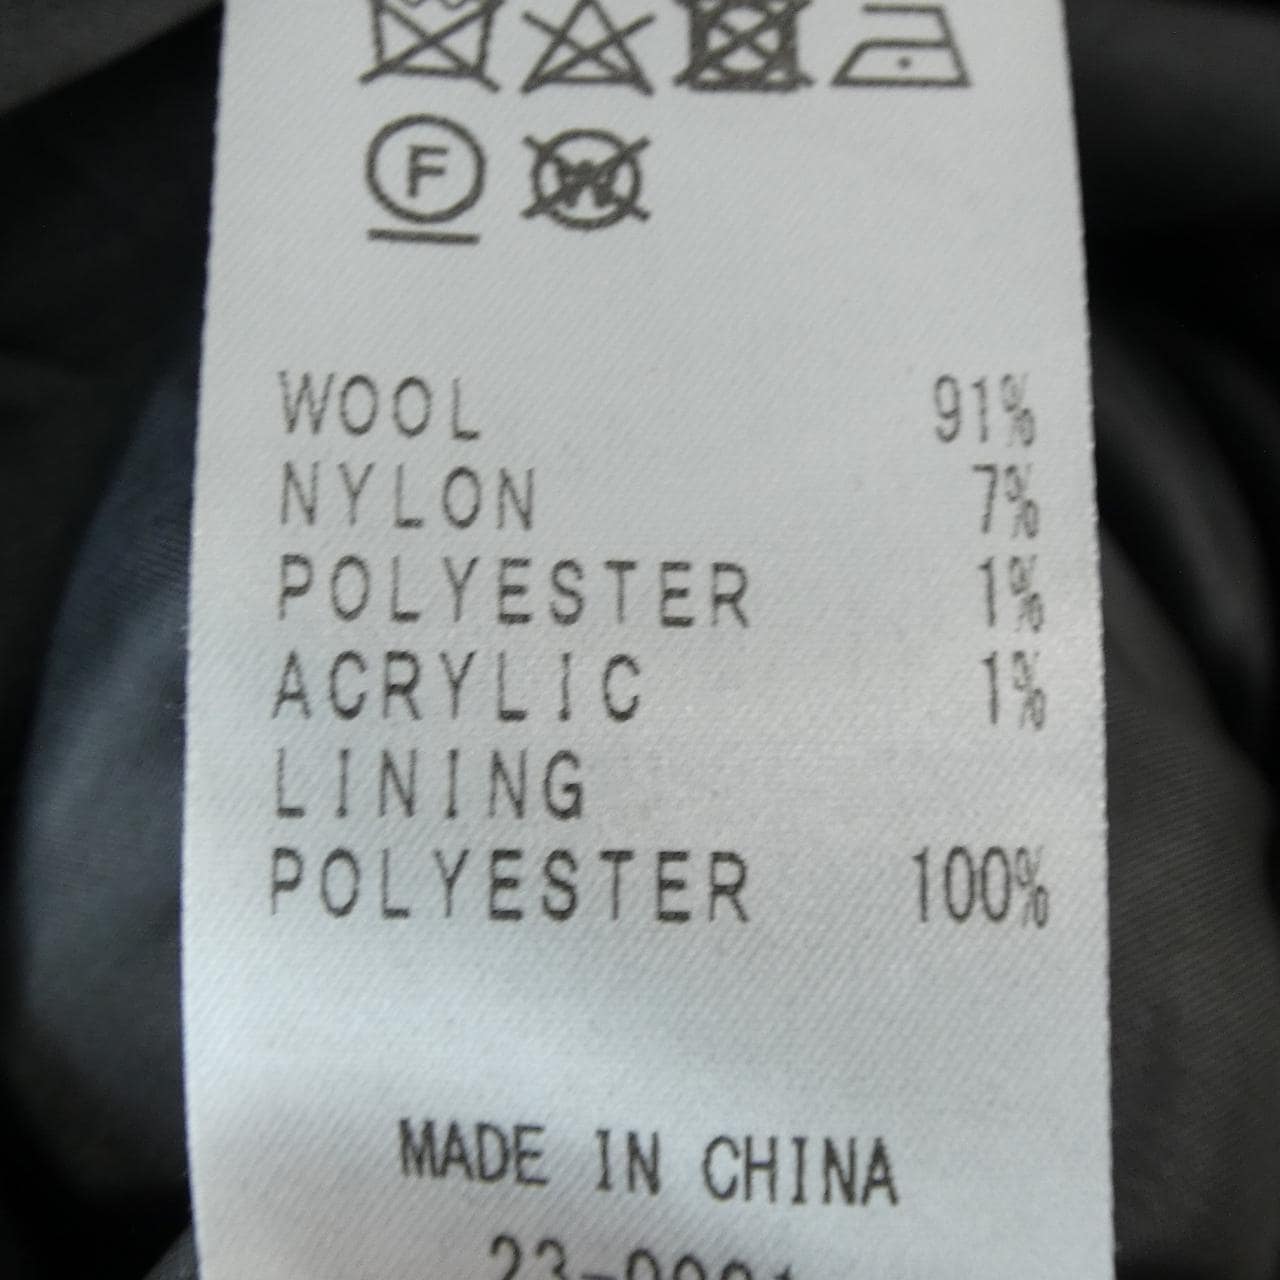 F W
WOOL 91%
NYLON 7%
POLYESTER 1%
ACRYLIC 1%
LINING
POLYESTER 100%
MADE IN CHINA